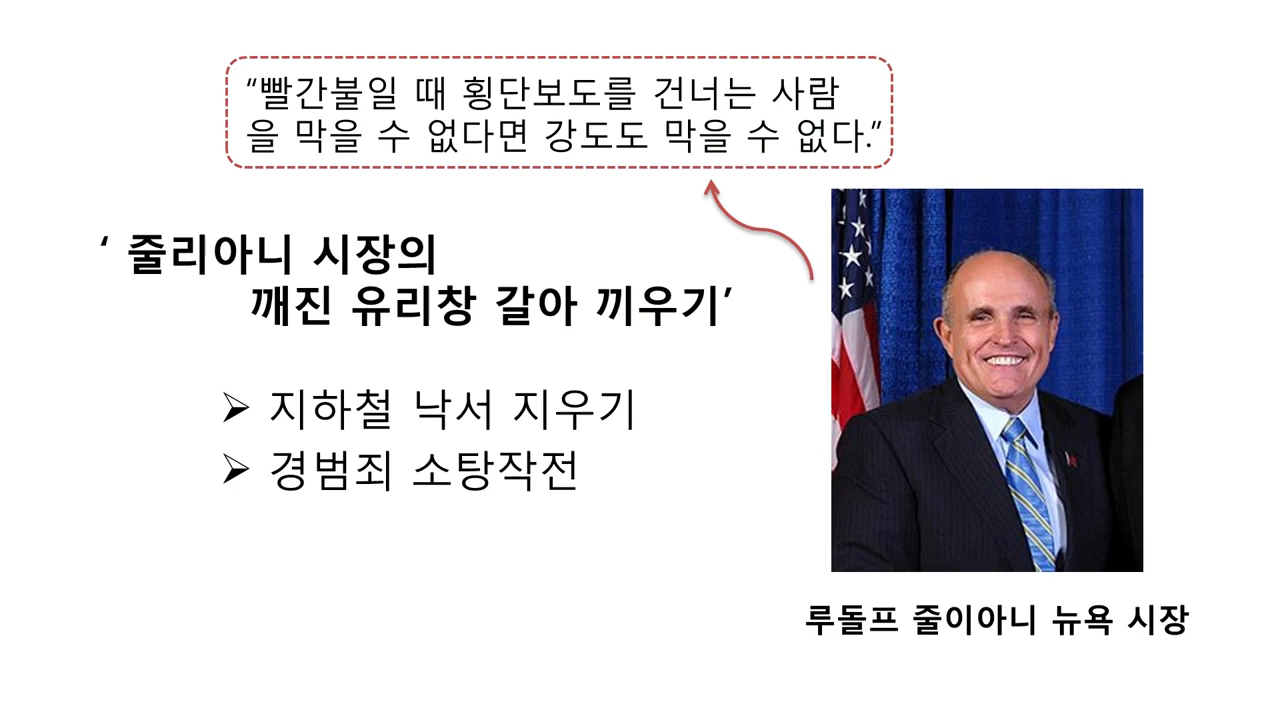 “빨간불일 때 횡단보도를 건너는 사람
을 막을 수 없다면 강도도 막을 수 없다.”
‘ 줄리아니 시장의
깨진 유리창 갈아 끼우기’
➢ 지하철 낙서 지우기
➢ 경범죄 소탕작전
루돌프 줄이아니 뉴욕 시장